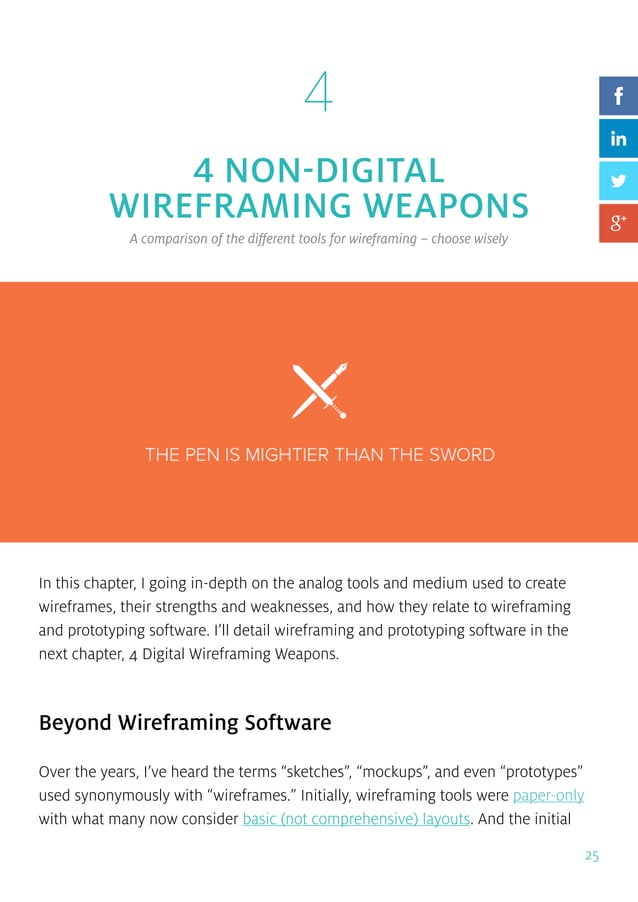 4
4 NON-DIGITAL
WIREFRAMING WEAPONS
A comparison of the different tools for wireframing – choose wisely
f
in
g+
THE PEN IS MIGHTIER THAN THE SWORD
In this chapter, I going in-depth on the analog tools and medium used to create
wireframes, their strengths and weaknesses, and how they relate to wireframing
and prototyping software. I’ll detail wireframing and prototyping software in the
next chapter, 4 Digital Wireframing Weapons.
Beyond Wireframing Software
Over the years, I’ve heard the terms “sketches”, “mockups”, and even “prototypes”
used synonymously with “wireframes.” Initially, wireframing tools were paper-only
with what many now consider basic (not comprehensive) layouts. And the initial
25